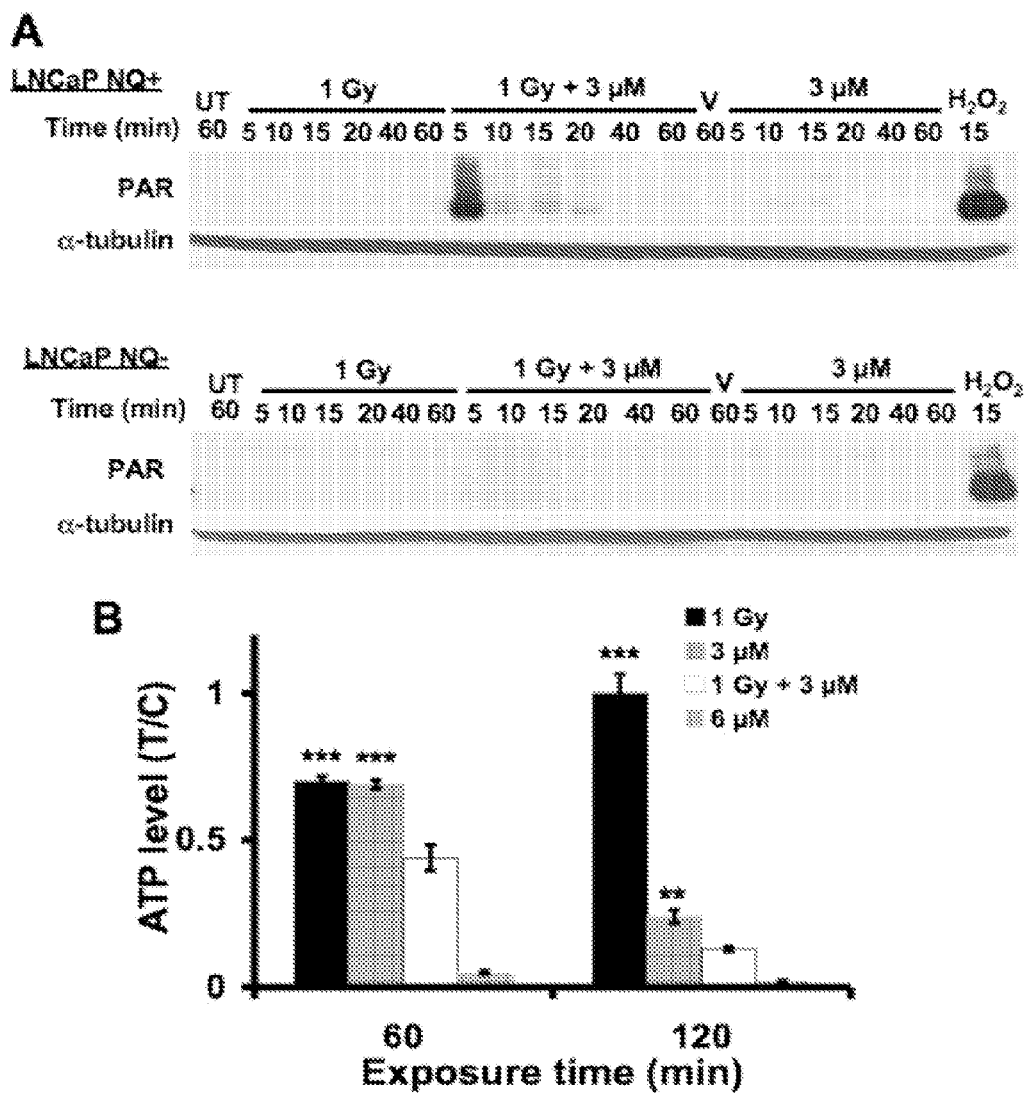 A
LNCaP NQ+
UT 1 Gy 1 Gy + 3 µM V 3 µM H2O2
Time (min) 60 5 10 15 20 40 60 5 10 15 20 40 60 60 5 10 15 20 40 60 15
PAR
α-tubulin
LNCaP NQ-
UT 1 Gy 1 Gy + 3 µM V 3 µM H2O2
Time (min) 60 5 10 15 20 40 60 5 10 15 20 40 60 60 5 10 15 20 40 60 15
PAR
α-tubulin
B
1 Gy
3 µM
1 Gy + 3 µM
6 µM
*** *** *** **
ATP level (T/C)
1
0.5
0
60 120
Exposure time (min)